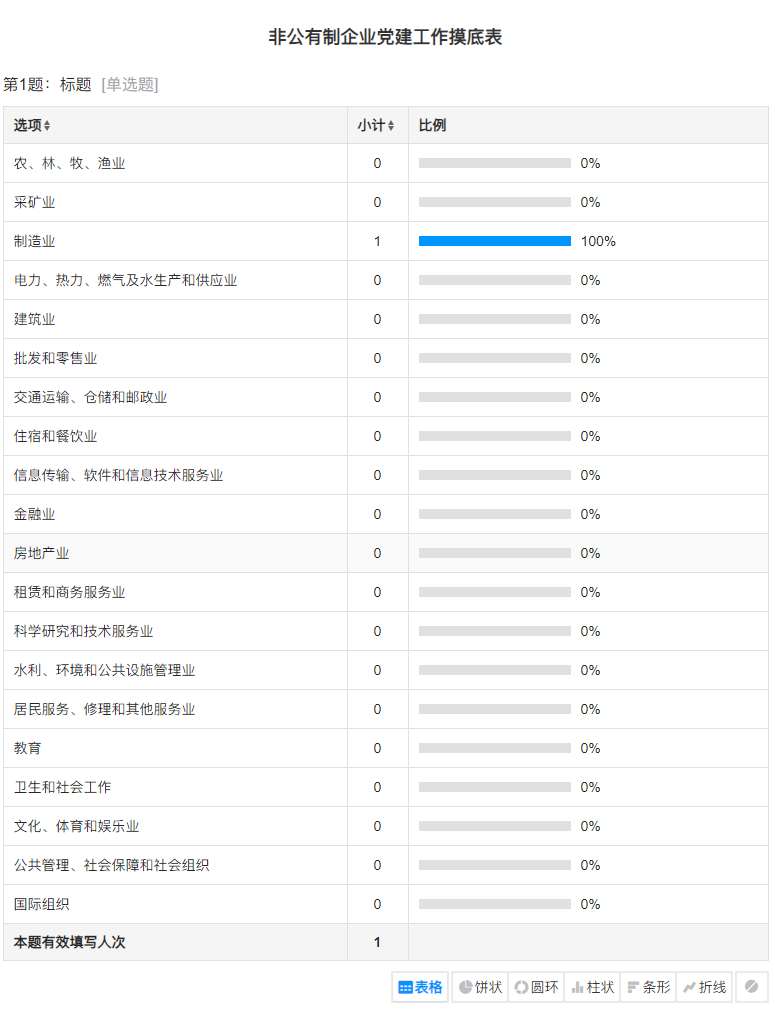 非公有制企业党建工作摸底表
第1题：标题 [单选题]
选项 小计 比例
农、林、牧、渔业 0 0%
采矿业 0 0%
制造业 1 100%
电力、热力、燃气及水生产和供应业 0 0%
建筑业 0 0%
批发和零售业 0 0%
交通运输、仓储和邮政业 0 0%
住宿和餐饮业 0 0%
信息传输、软件和信息技术服务业 0 0%
金融业 0 0%
房地产业 0 0%
租赁和商务服务业 0 0%
科学研究和技术服务业 0 0%
水利、环境和公共设施管理业 0 0%
居民服务、修理和其他服务业 0 0%
教育 0 0%
卫生和社会工作 0 0%
文化、体育和娱乐业 0 0%
公共管理、社会保障和社会组织 0 0%
国际组织 0 0%
本题有效填写人次 1
表格 饼状 圆环 柱状 条形 折线